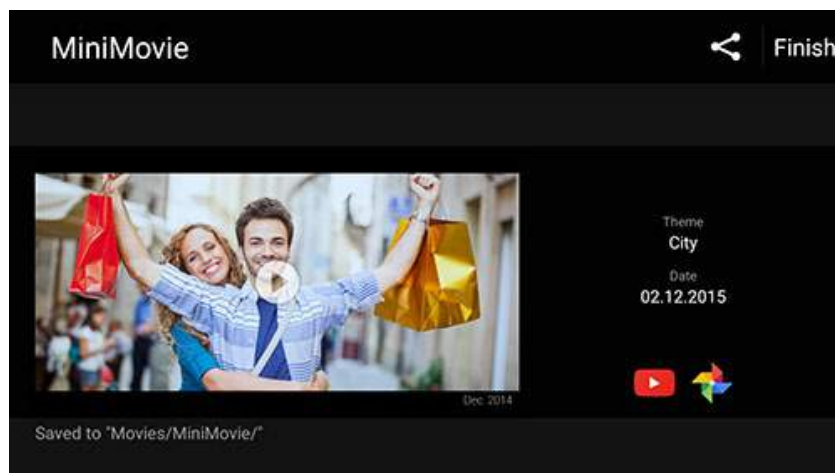 MiniMovie
Finish
Theme
City
Date
02.12.2015
Dec. 2014
Saved to "Movies/MiniMovie/"